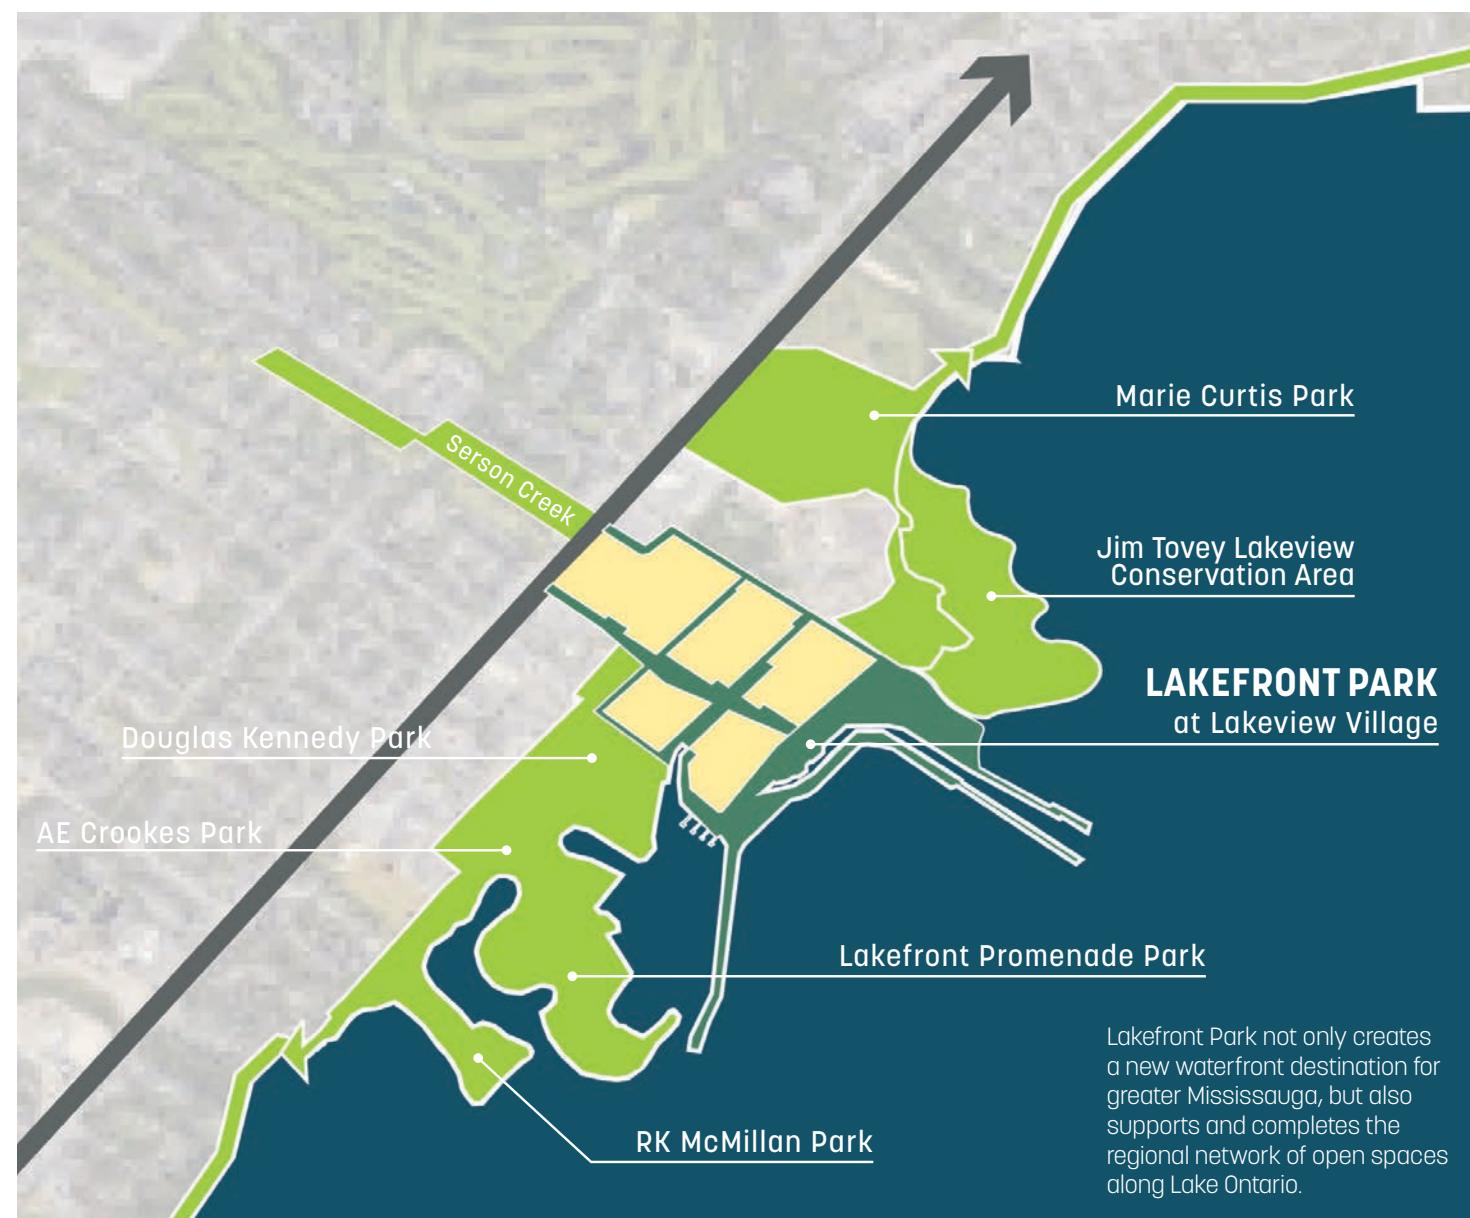 Serson Creek
Marie Curtis Park
Jim Tovey Lakeview
Conservation Area
LAKEFRONT PARK
at Lakeview Village
Douglas Kennedy Park
AE Crookes Park
Lakefront Promenade Park
RK McMillan Park
Lakefront Park not only creates
a new waterfront destination for
greater Mississauga, but also
supports and completes the
regional network of open spaces
along Lake Ontario.